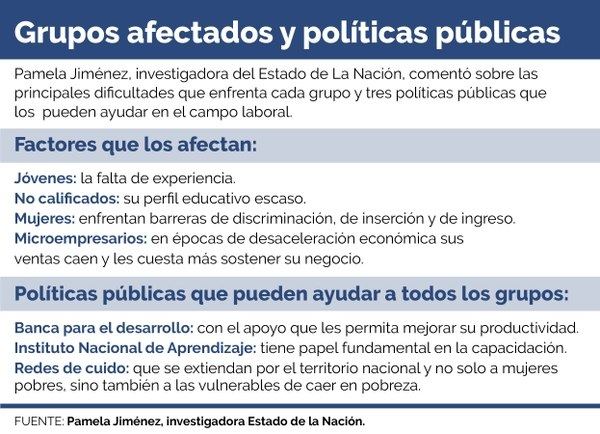 Grupos afectados y políticas públicas
Pamela Jiménez, investigadora del Estado de La Nación, comentó sobre las
principales dificultades que enfrenta cada grupo y tres políticas públicas que
los pueden ayudar en el campo laboral.
Factores que los afectan:
Jóvenes: la falta de experiencia.
No calificados: su perfil educativo escaso.
Mujeres: enfrentan barreras de discriminación, de inserción y de ingreso.
Microempresarios: en épocas de desaceleración económica sus
ventas caen y les cuesta más sostener su negocio.
Políticas públicas que pueden ayudar a todos los grupos:
Banca para el desarrollo: con el apoyo que les permita mejorar su productividad.
Instituto Nacional de Aprendizaje: tiene papel fundamental en la capacidación.
Redes de cuido: que se extiendan por el territorio nacional y no solo a mujeres
pobres, sino también a las vulnerables de caer en pobreza.
FUENTE: Pamela Jiménez, investigadora Estado de la Nación.